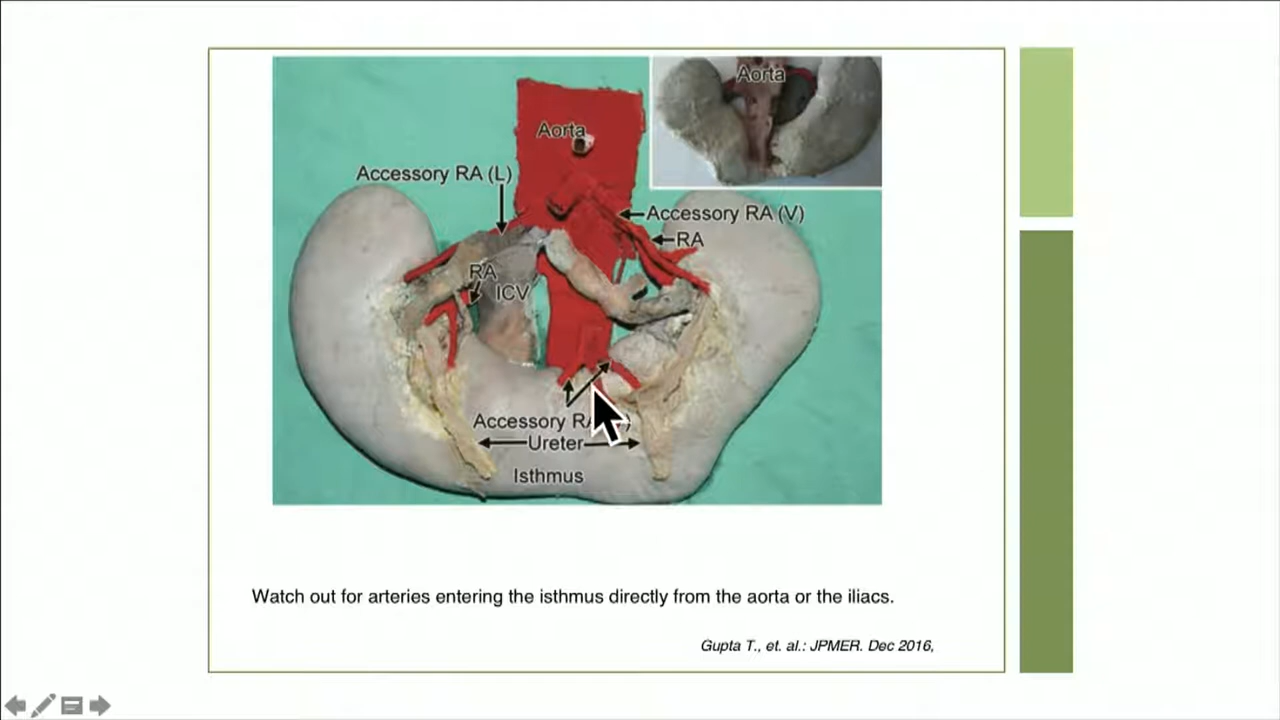 Aorta
Aorta
Accessory RA (L)
Accessory RA (V)
RA
RA
ICV
Accessory RA
Ureter
Isthmus
Watch out for arteries entering the isthmus directly from the aorta or the iliacs.
Gupta T., et. al.: JPMER. Dec 2016,